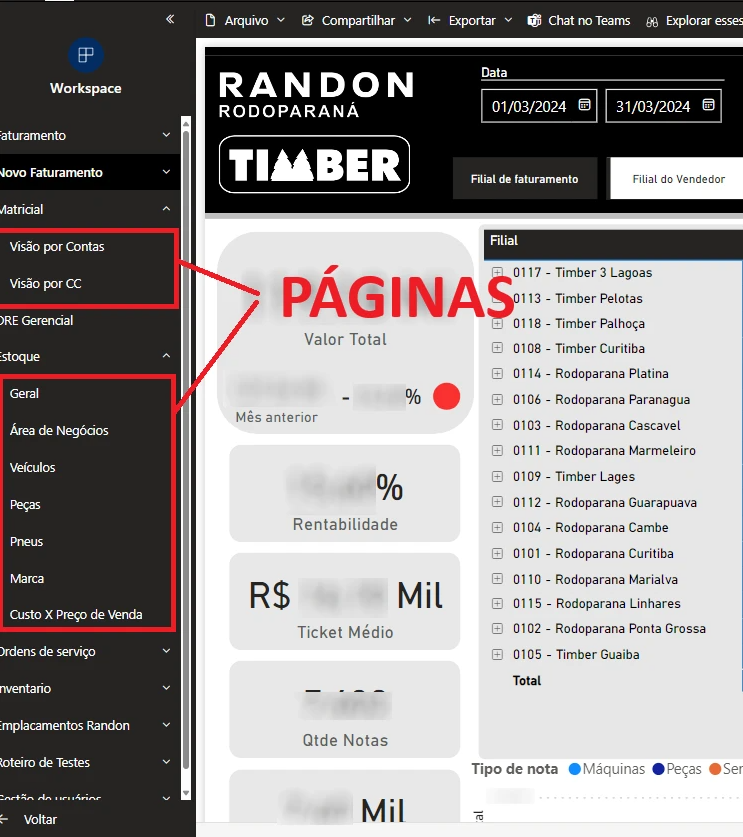 Arquivo
Compartilhar
Exportar
Chat no Teams
Explorar esses
Workspace
Faturamento
Novo Faturamento
Matricial
Visão por Contas
Visão por CC
DRE Gerencial
Estoque
Geral
Área de Negócios
Veículos
Peças
Pneus
Marca
Custo X Preço de Venda
Ordens de serviço
Inventario
Emplacamentos Randon
Roteiro de Testes
Gestão de usuários
Voltar
RANDON
RODOPARANÁ
TIMBER
Data
01/03/2024
31/03/2024
Filial de faturamento
Filial do Vendedor
PÁGINAS
Valor Total
- %
Mês anterior
%
Rentabilidade
R$ Mil
Ticket Médio
Qtde Notas
Mil
Filial
0117 - Timber 3 Lagoas
0113 - Timber Pelotas
0118 - Timber Palhoça
0108 - Timber Curitiba
0114 - Rodoparana Platina
0106 - Rodoparana Paranagua
0103 - Rodoparana Cascavel
0111 - Rodoparana Marmeleiro
0109 - Timber Lages
0112 - Rodoparana Guarapuava
0104 - Rodoparana Cambe
0101 - Rodoparana Curitiba
0110 - Rodoparana Marialva
0115 - Rodoparana Linhares
0102 - Rodoparana Ponta Grossa
0105 - Timber Guaiba
Total
Tipo de nota Máquinas Peças Ser
al